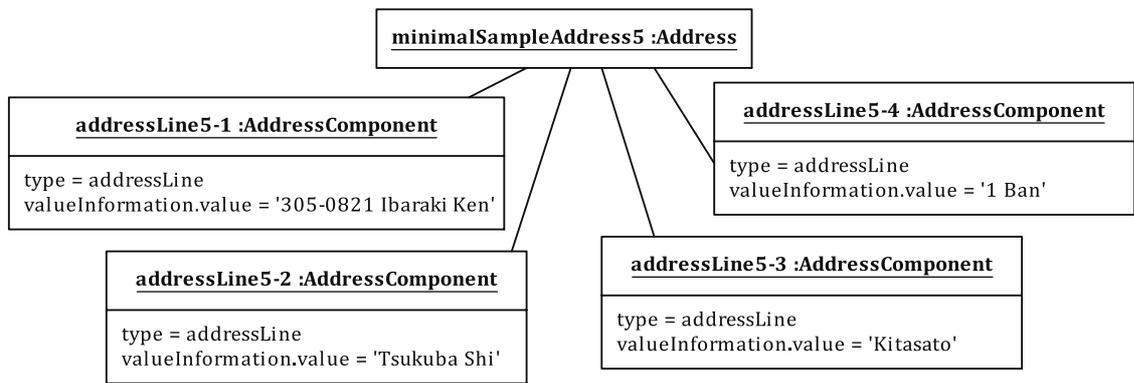 minimalSampleAddress5 :Address
addressLine5-1 :AddressComponent
type = addressLine
valueInformation.value = '305-0821 Ibaraki Ken'
addressLine5-4 :AddressComponent
type = addressLine
valueInformation.value = '1 Ban'
addressLine5-2 :AddressComponent
type = addressLine
valueInformation.value = 'Tsukuba Shi'
addressLine5-3 :AddressComponent
type = addressLine
valueInformation.value = 'Kitasato'